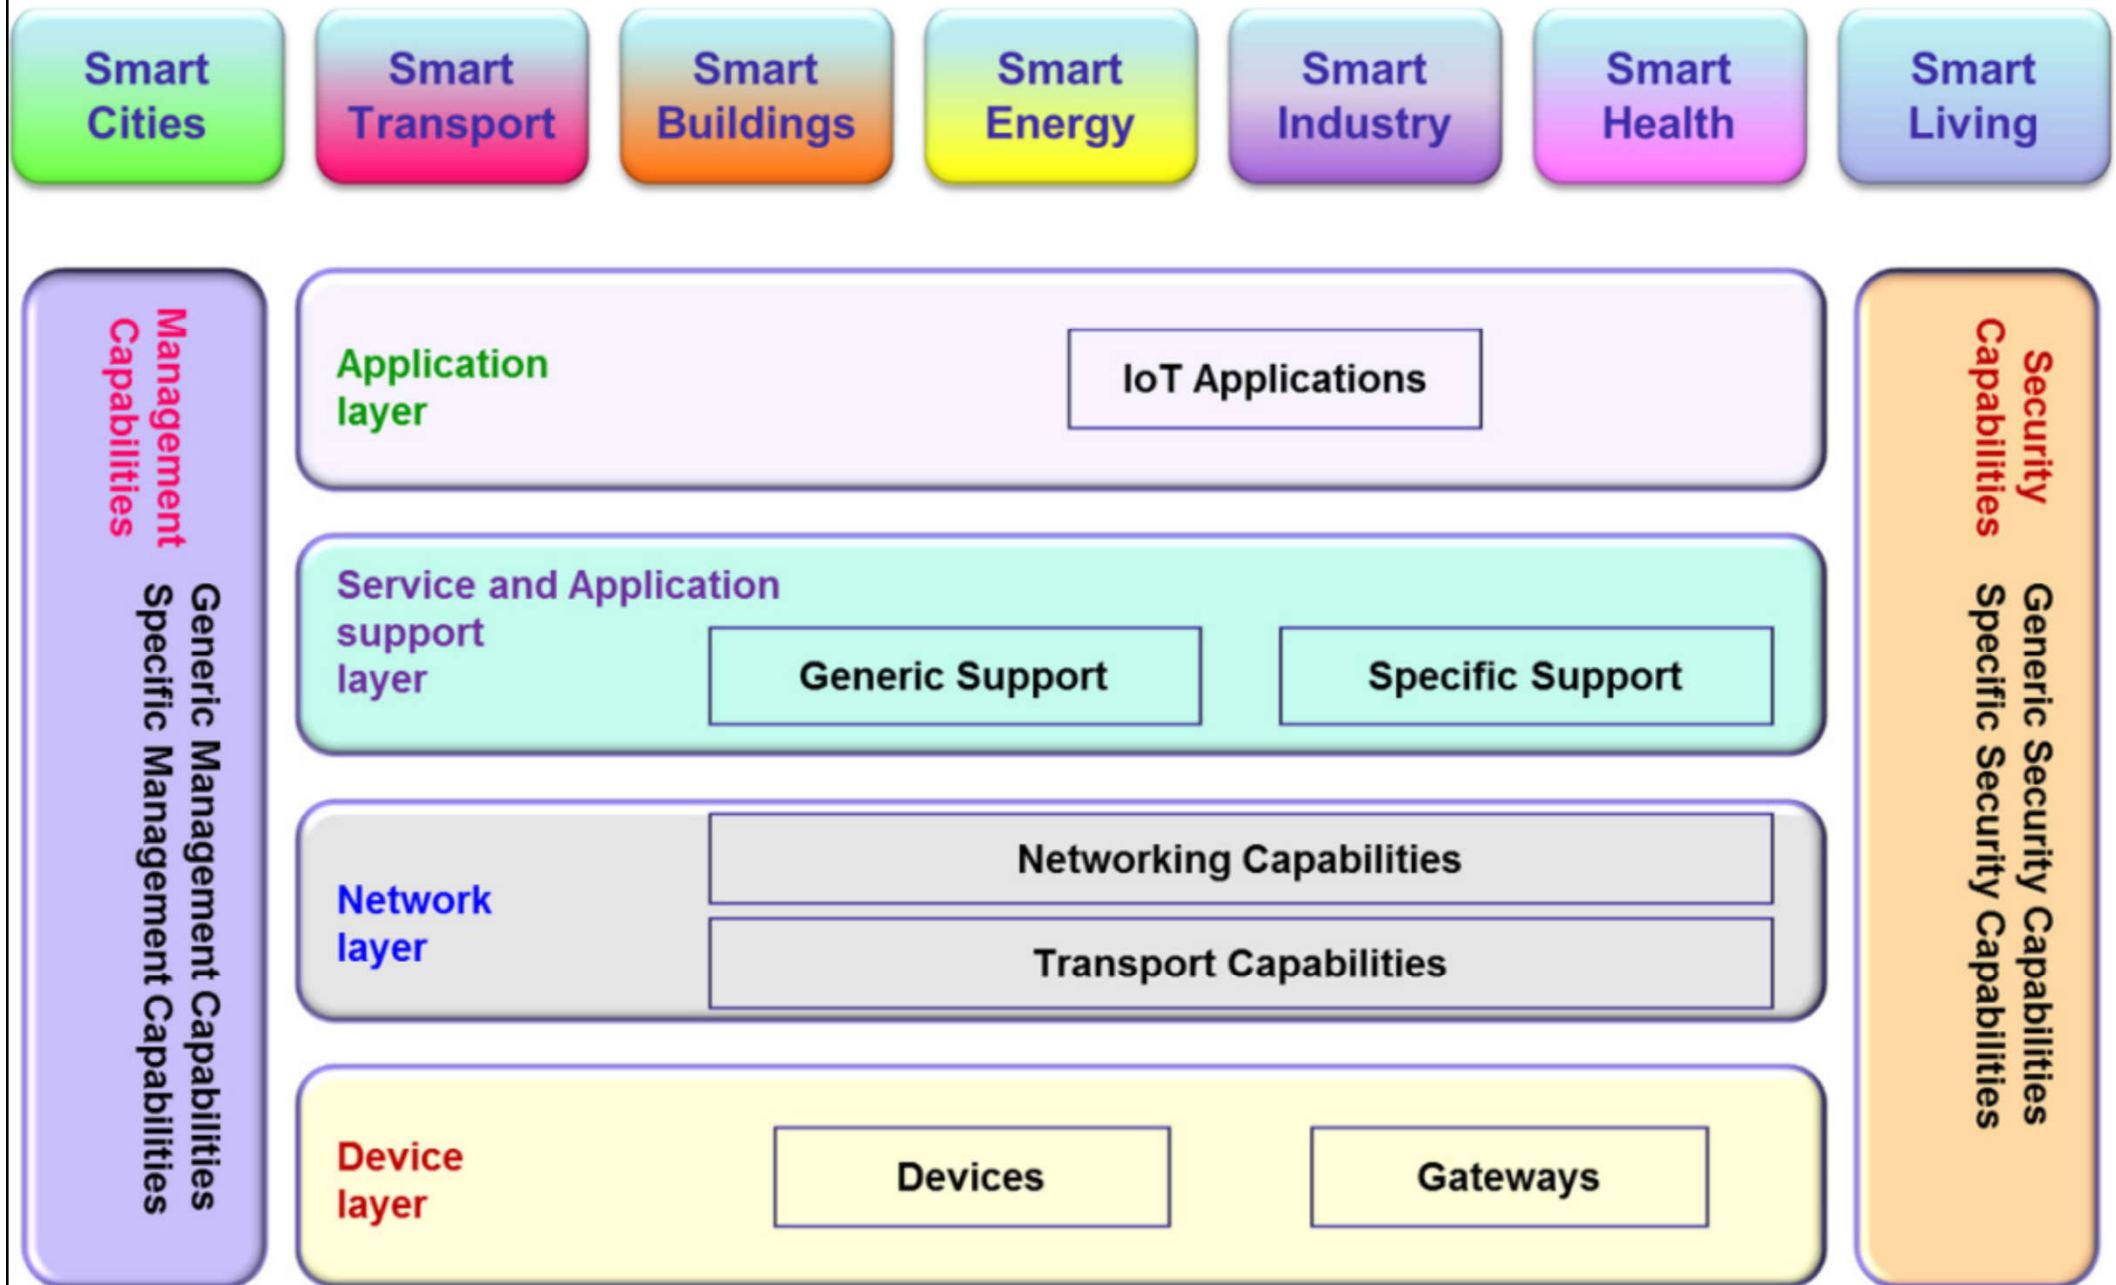 Smart
Cities
Smart
Transport
Smart
Buildings
Smart
Energy
Smart
Industry
Smart
Health
Smart
Living
Management
Capabilities
Generic Management Capabilities
Specific Management Capabilities
Application
layer
IoT Applications
Service and Application
support
layer
Generic Support
Specific Support
Network
layer
Networking Capabilities
Transport Capabilities
Device
layer
Devices
Gateways
Security
Capabilities
Generic Security Capabilities
Specific Security Capabilities